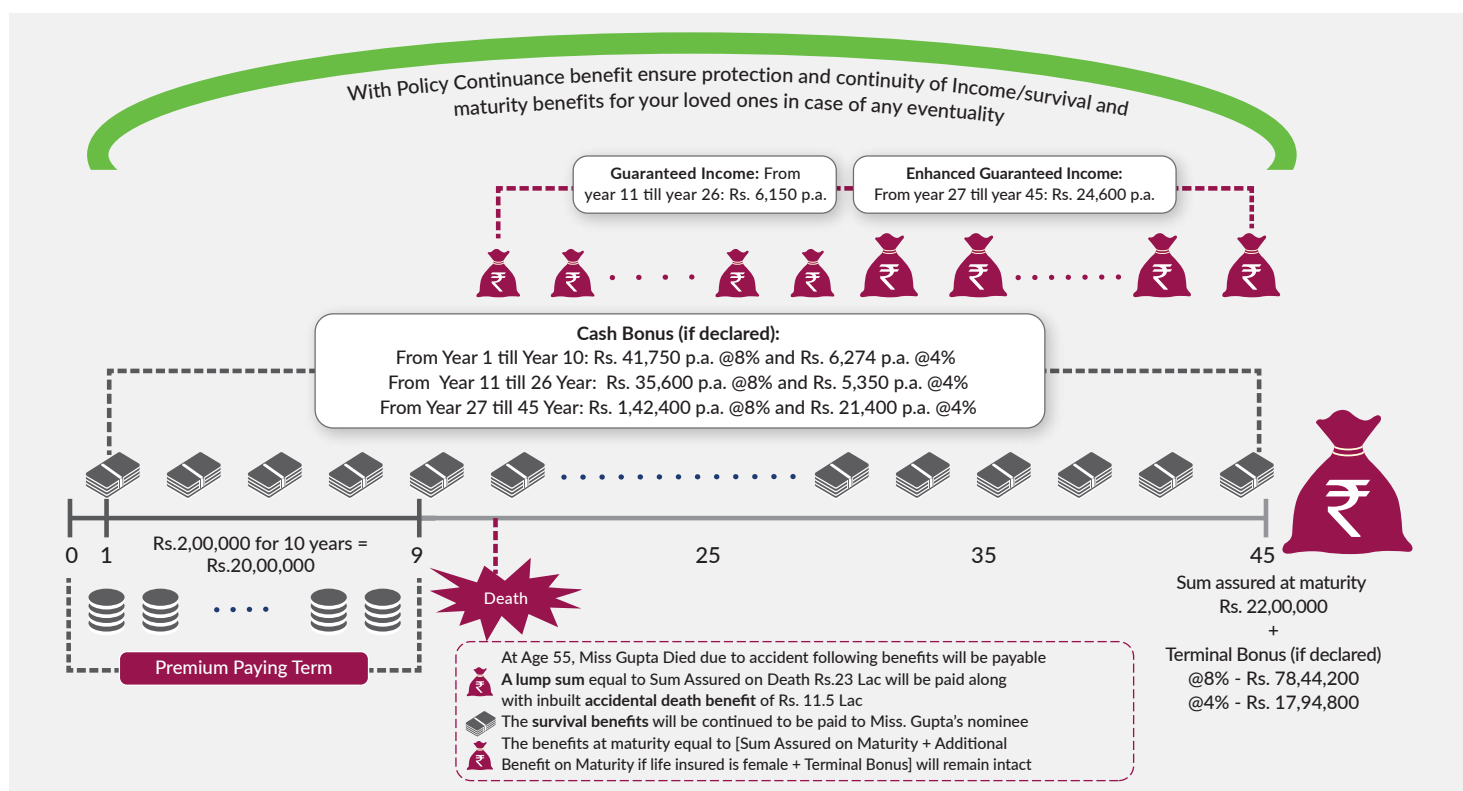 With Policy Continuance benefit ensure protection and continuity of Income/survival and
maturity benefits for your loved ones in case of any eventuality
Guaranteed Income: From
year 11 till year 26: Rs. 6,150 p.a.
Enhanced Guaranteed Income:
From year 27 till year 45: Rs. 24,600 p.a.
₹ ₹ ₹ ₹ ₹ ₹ ₹ ₹
Cash Bonus (if declared):
From Year 1 till Year 10: Rs. 41,750 p.a. @8% and Rs. 6,274 p.a. @4%
From Year 11 till 26 Year: Rs. 35,600 p.a. @8% and Rs. 5,350 p.a. @4%
From Year 27 till 45 Year: Rs. 1,42,400 p.a. @8% and Rs. 21,400 p.a. @4%
₹
0 1 9 25 35 45
Rs.2,00,000 for 10 years =
Rs.20,00,000
Premium Paying Term
Death
At Age 55, Miss Gupta Died due to accident following benefits will be payable
₹ A lump sum equal to Sum Assured on Death Rs.23 Lac will be paid along
with inbuilt accidental death benefit of Rs. 11.5 Lac
The survival benefits will be continued to be paid to Miss. Gupta's nominee
₹ The benefits at maturity equal to [Sum Assured on Maturity + Additional
Benefit on Maturity if life insured is female + Terminal Bonus] will remain intact
Sum assured at maturity
Rs. 22,00,000
+
Terminal Bonus (if declared)
@8% - Rs. 78,44,200
@4% - Rs. 17,94,800